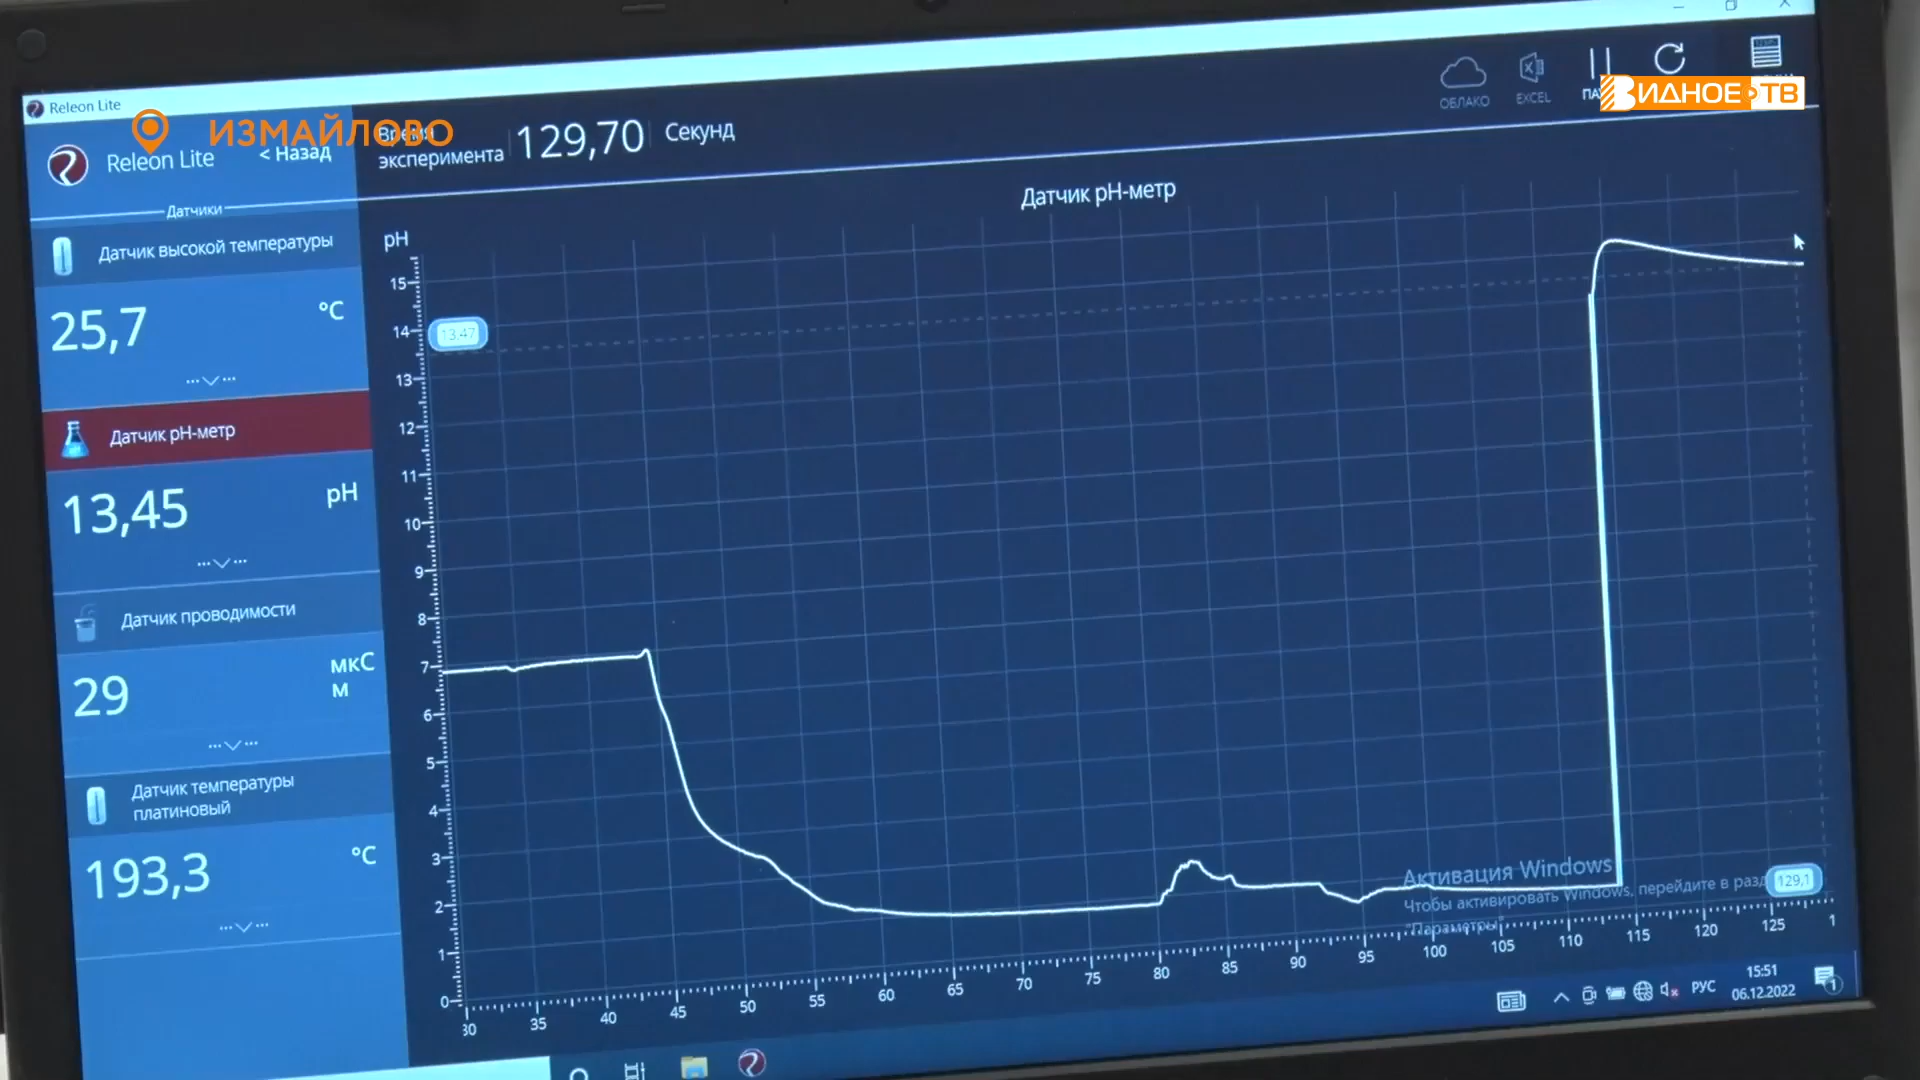 Releon Lite
ИЗМАЙЛОВО
ВИДНОЕ ТВ
Releon Lite
< Назад
Время
эксперимента 129,70 Секунд
ОБЛАКО
EXCEL
Датчики
Датчик высокой температуры
25,7 °C
Датчик pH-метр
13,45 pH
Датчик проводимости
29 мкС
м
Датчик температуры
платиновый
193,3 °C
Датчик pH-метр
pH
15
14
13.47
13
12
11
10
9
8
7
6
5
4
3
2
1
0
30 35 40 45 50 55 60 65 70 75 80 85 90 95 100 105 110 115 120 125 1
129,1
Активация Windows
Чтобы активировать Windows, перейдите в разд
"Параметры".
РУС
15:51
06.12.2022
1